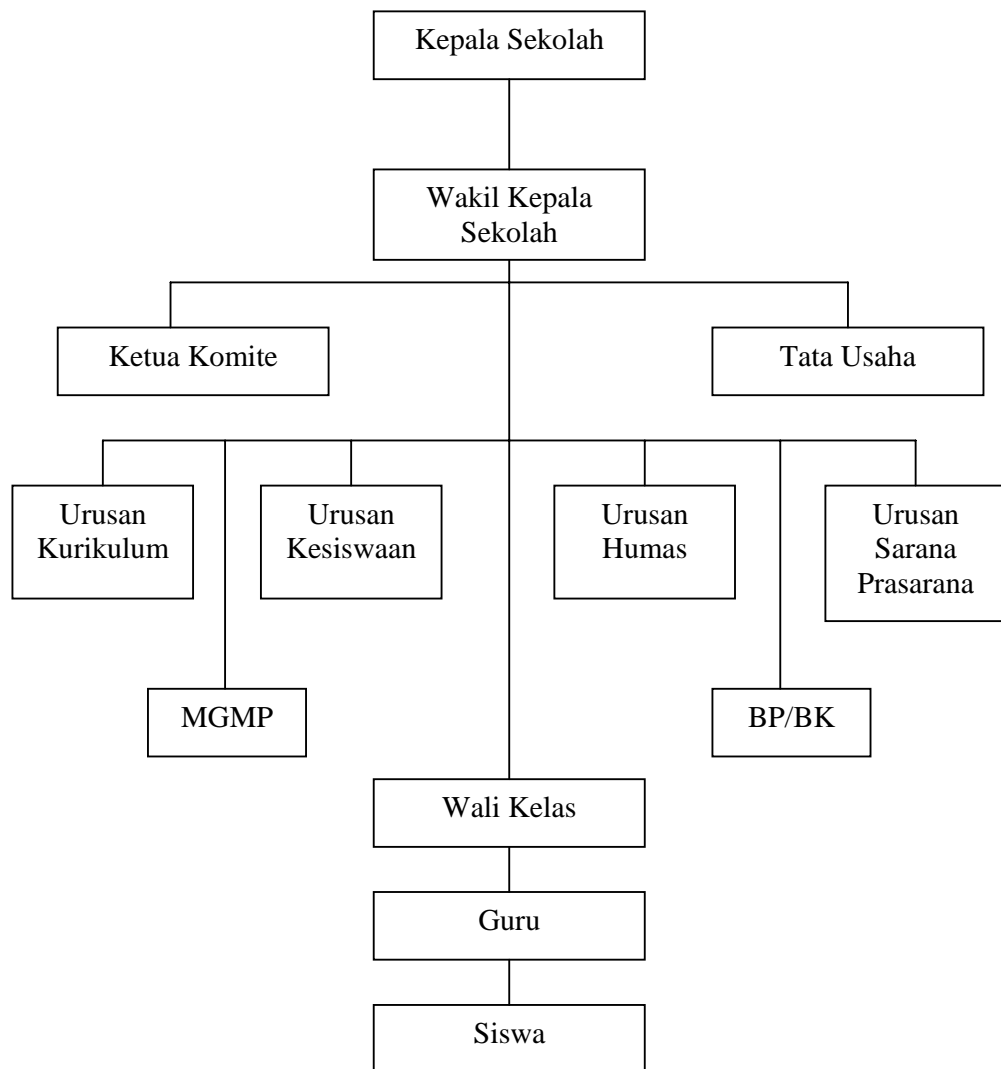 Kepala Sekolah
Wakil Kepala
Sekolah
Ketua Komite
Tata Usaha
Urusan
Kurikulum
Urusan
Kesiswaan
Urusan
Humas
Urusan
Sarana
Prasarana
MGMP
BP/BK
Wali Kelas
Guru
Siswa